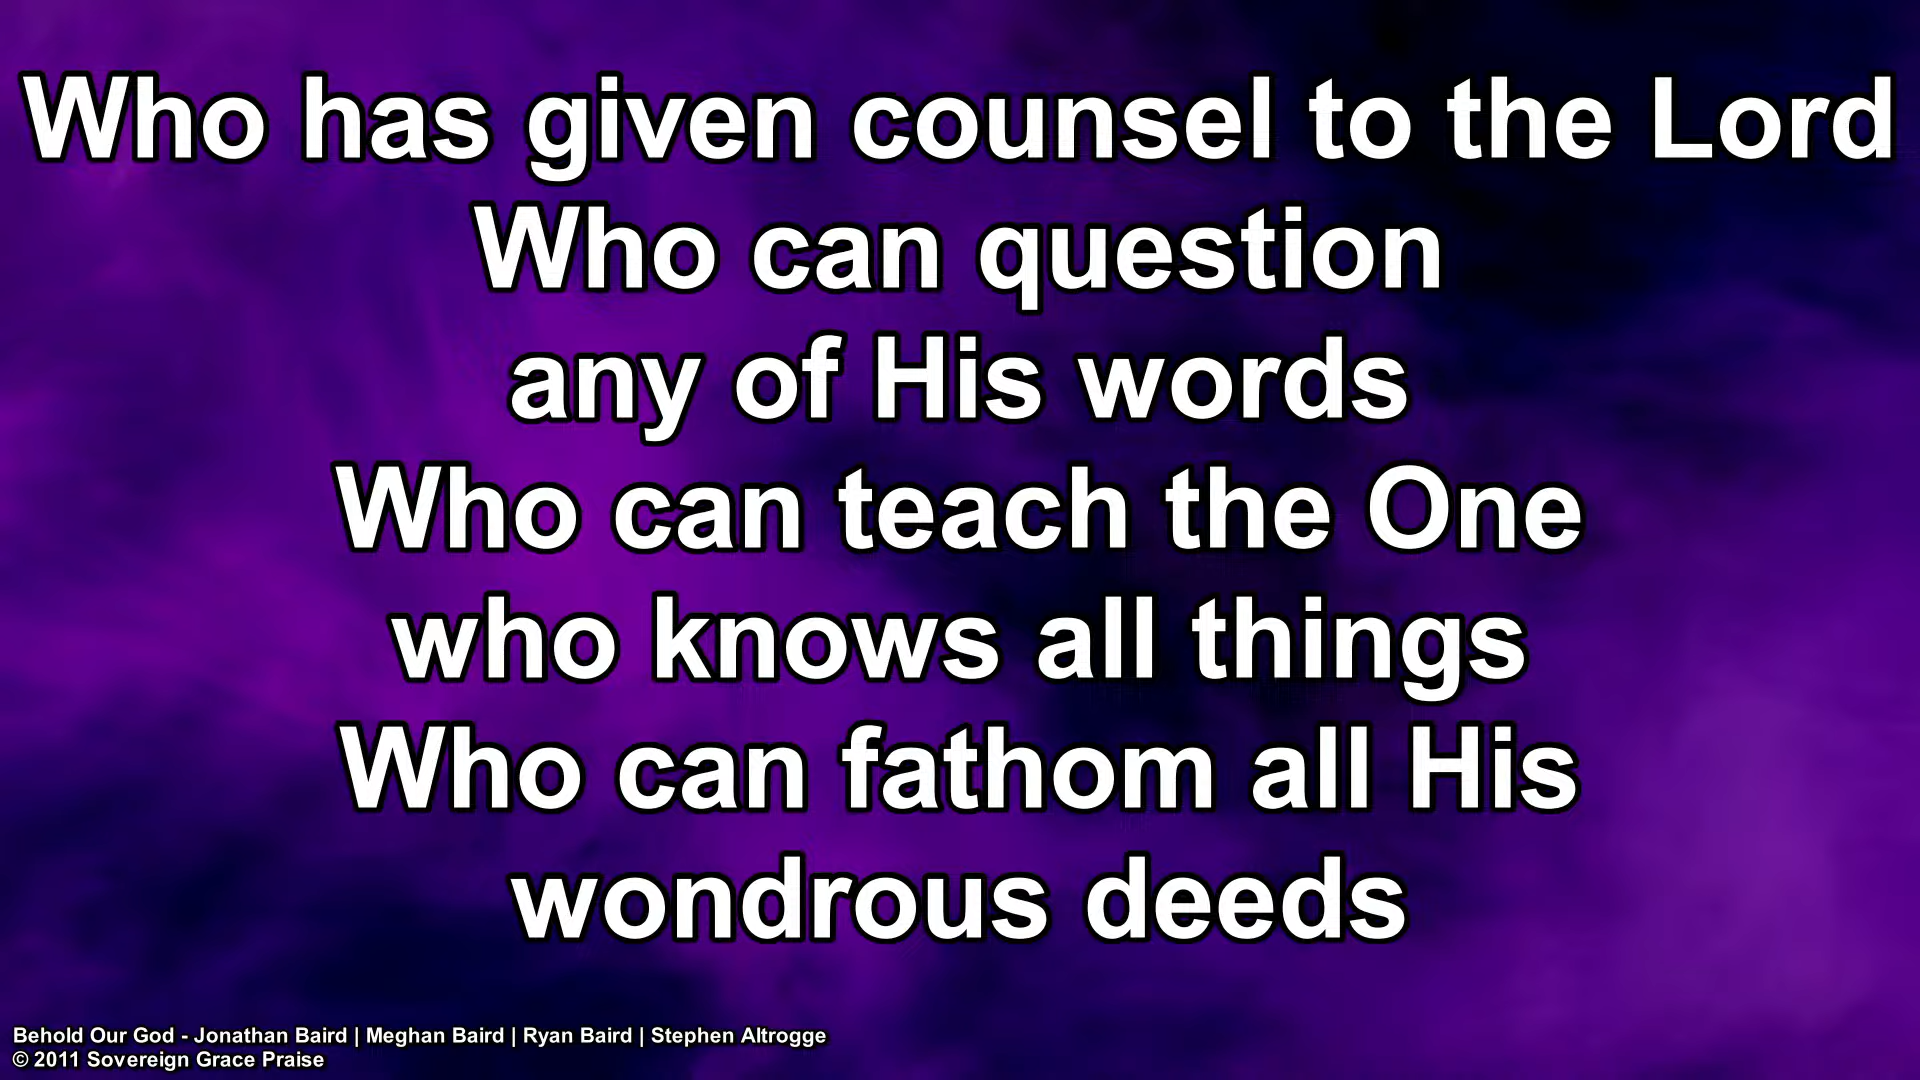 Who has given counsel to the Lord
Who can question
any of His words
Who can teach the One
who knows all things
Who can fathom all His
wondrous deeds
Behold Our God - Jonathan Baird | Meghan Baird | Ryan Baird | Stephen Altrogge
© 2011 Sovereign Grace Praise